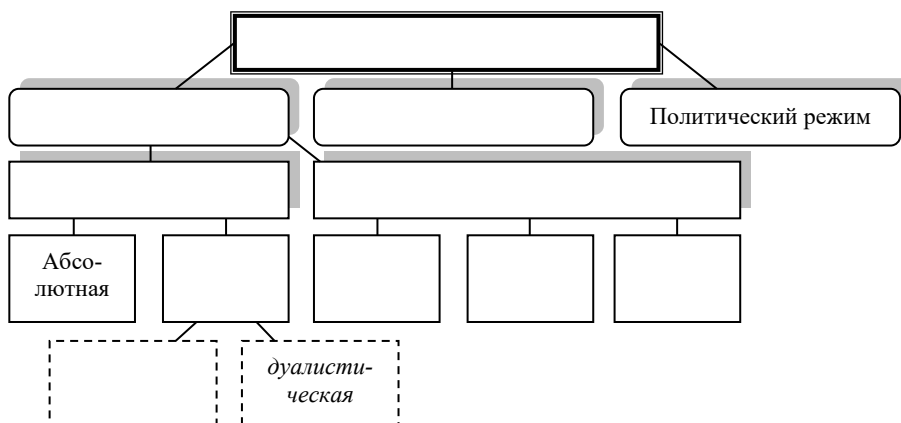 Политический режим
Абсо-
лютная
дуалисти-
ческая